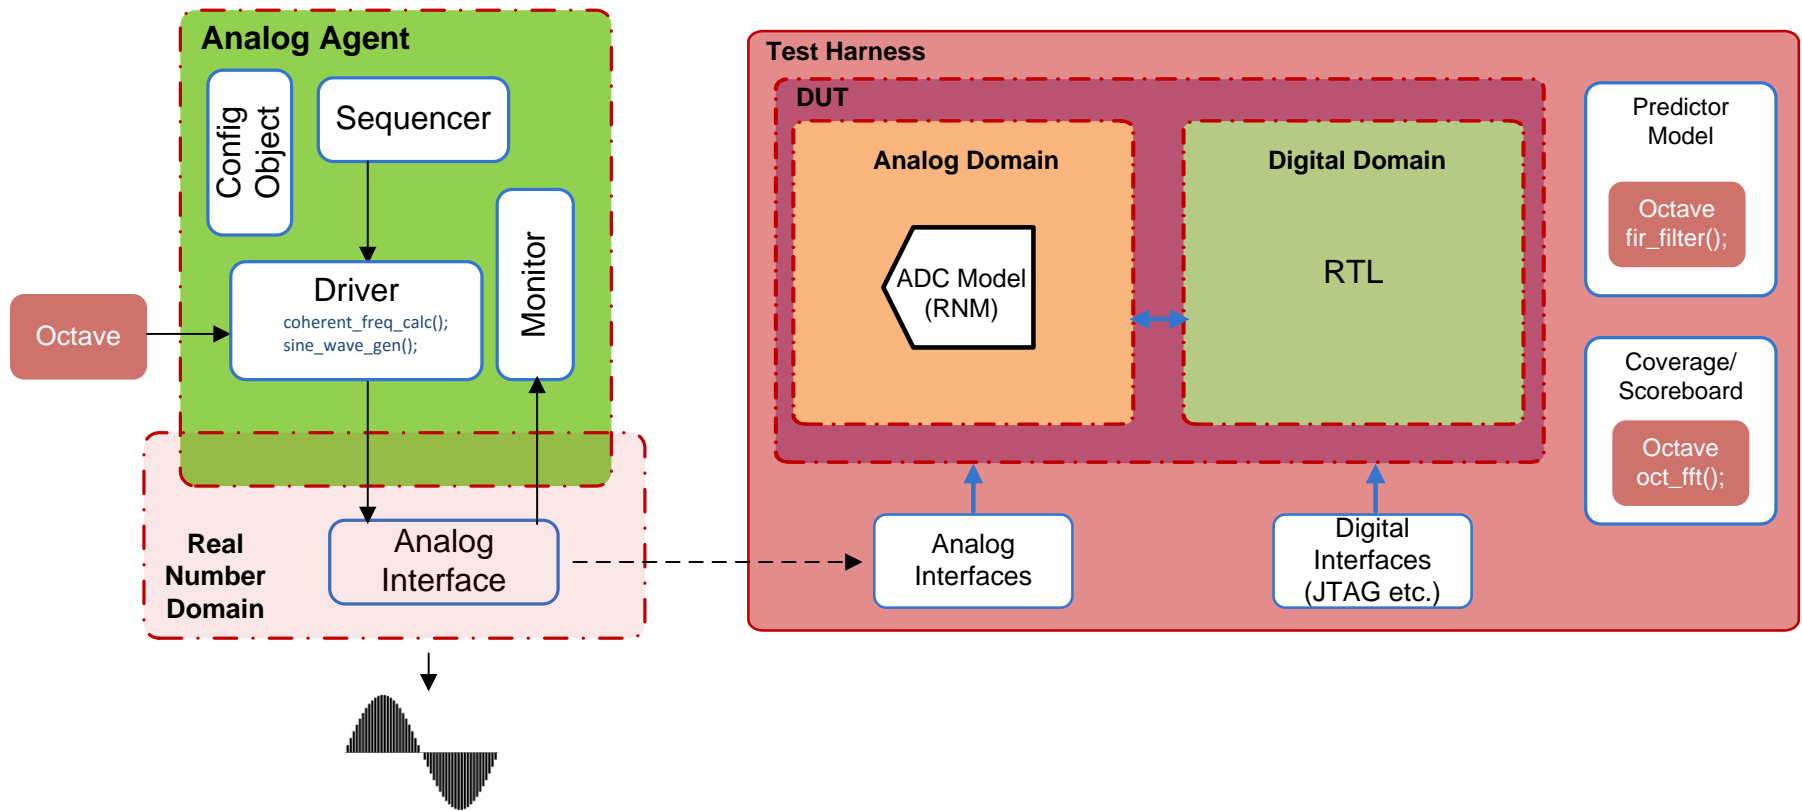 Analog Agent
Config
Object
Sequencer
Monitor
Driver
coherent_freq_calc();
sine_wave_gen();
Octave
Real
Number
Domain
Analog
Interface
Test Harness
DUT
Analog Domain
ADC Model
(RNM)
Digital Domain
RTL
Predictor
Model
Octave
fir_filter();
Coverage/
Scoreboard
Octave
oct_fft();
Analog
Interfaces
Digital
Interfaces
(JTAG etc.)